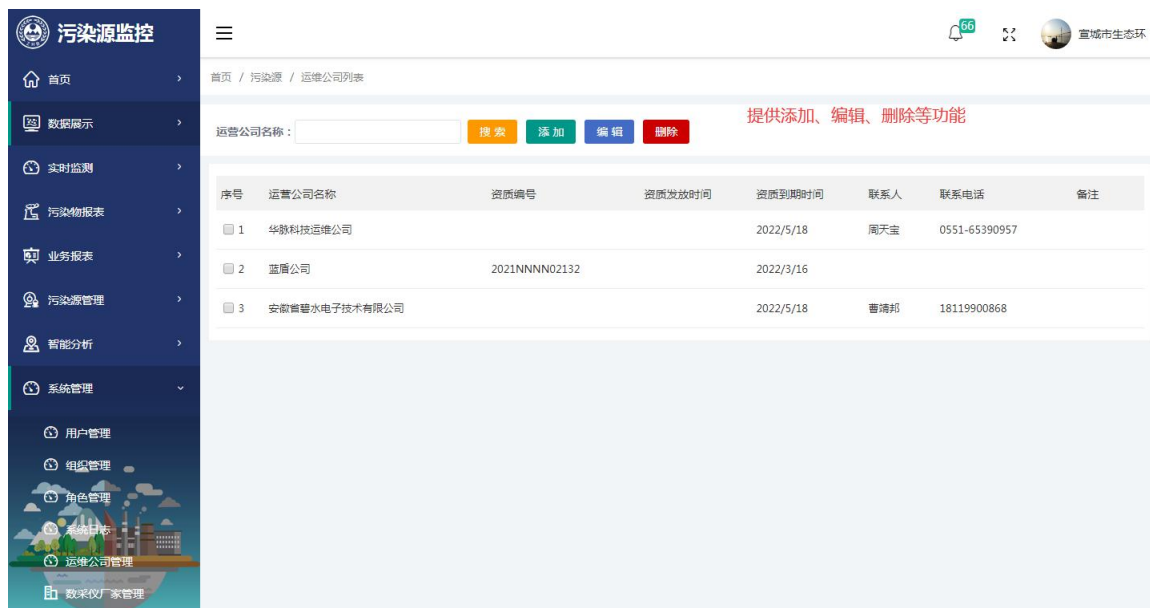 污染源监控
66
宣城市生态环
首页
首页 / 污染源 / 运维公司列表
数据展示
运营公司名称：
搜索 添加 编辑 删除
提供添加、编辑、删除等功能
实时监测
序号 运营公司名称 资质编号 资质发放时间 资质到期时间 联系人 联系电话 备注
污染物报表
1 华脉科技运维公司 2022/5/18 周天宝 0551-65390957
业务报表
2 蓝盾公司 2021NNNN02132 2022/3/16
污染源管理
3 安徽省碧水电子技术有限公司 2022/5/18 曹靖邦 18119900868
智能分析
系统管理
用户管理
组织管理
角色管理
系统日志
运维公司管理
数采仪厂家管理